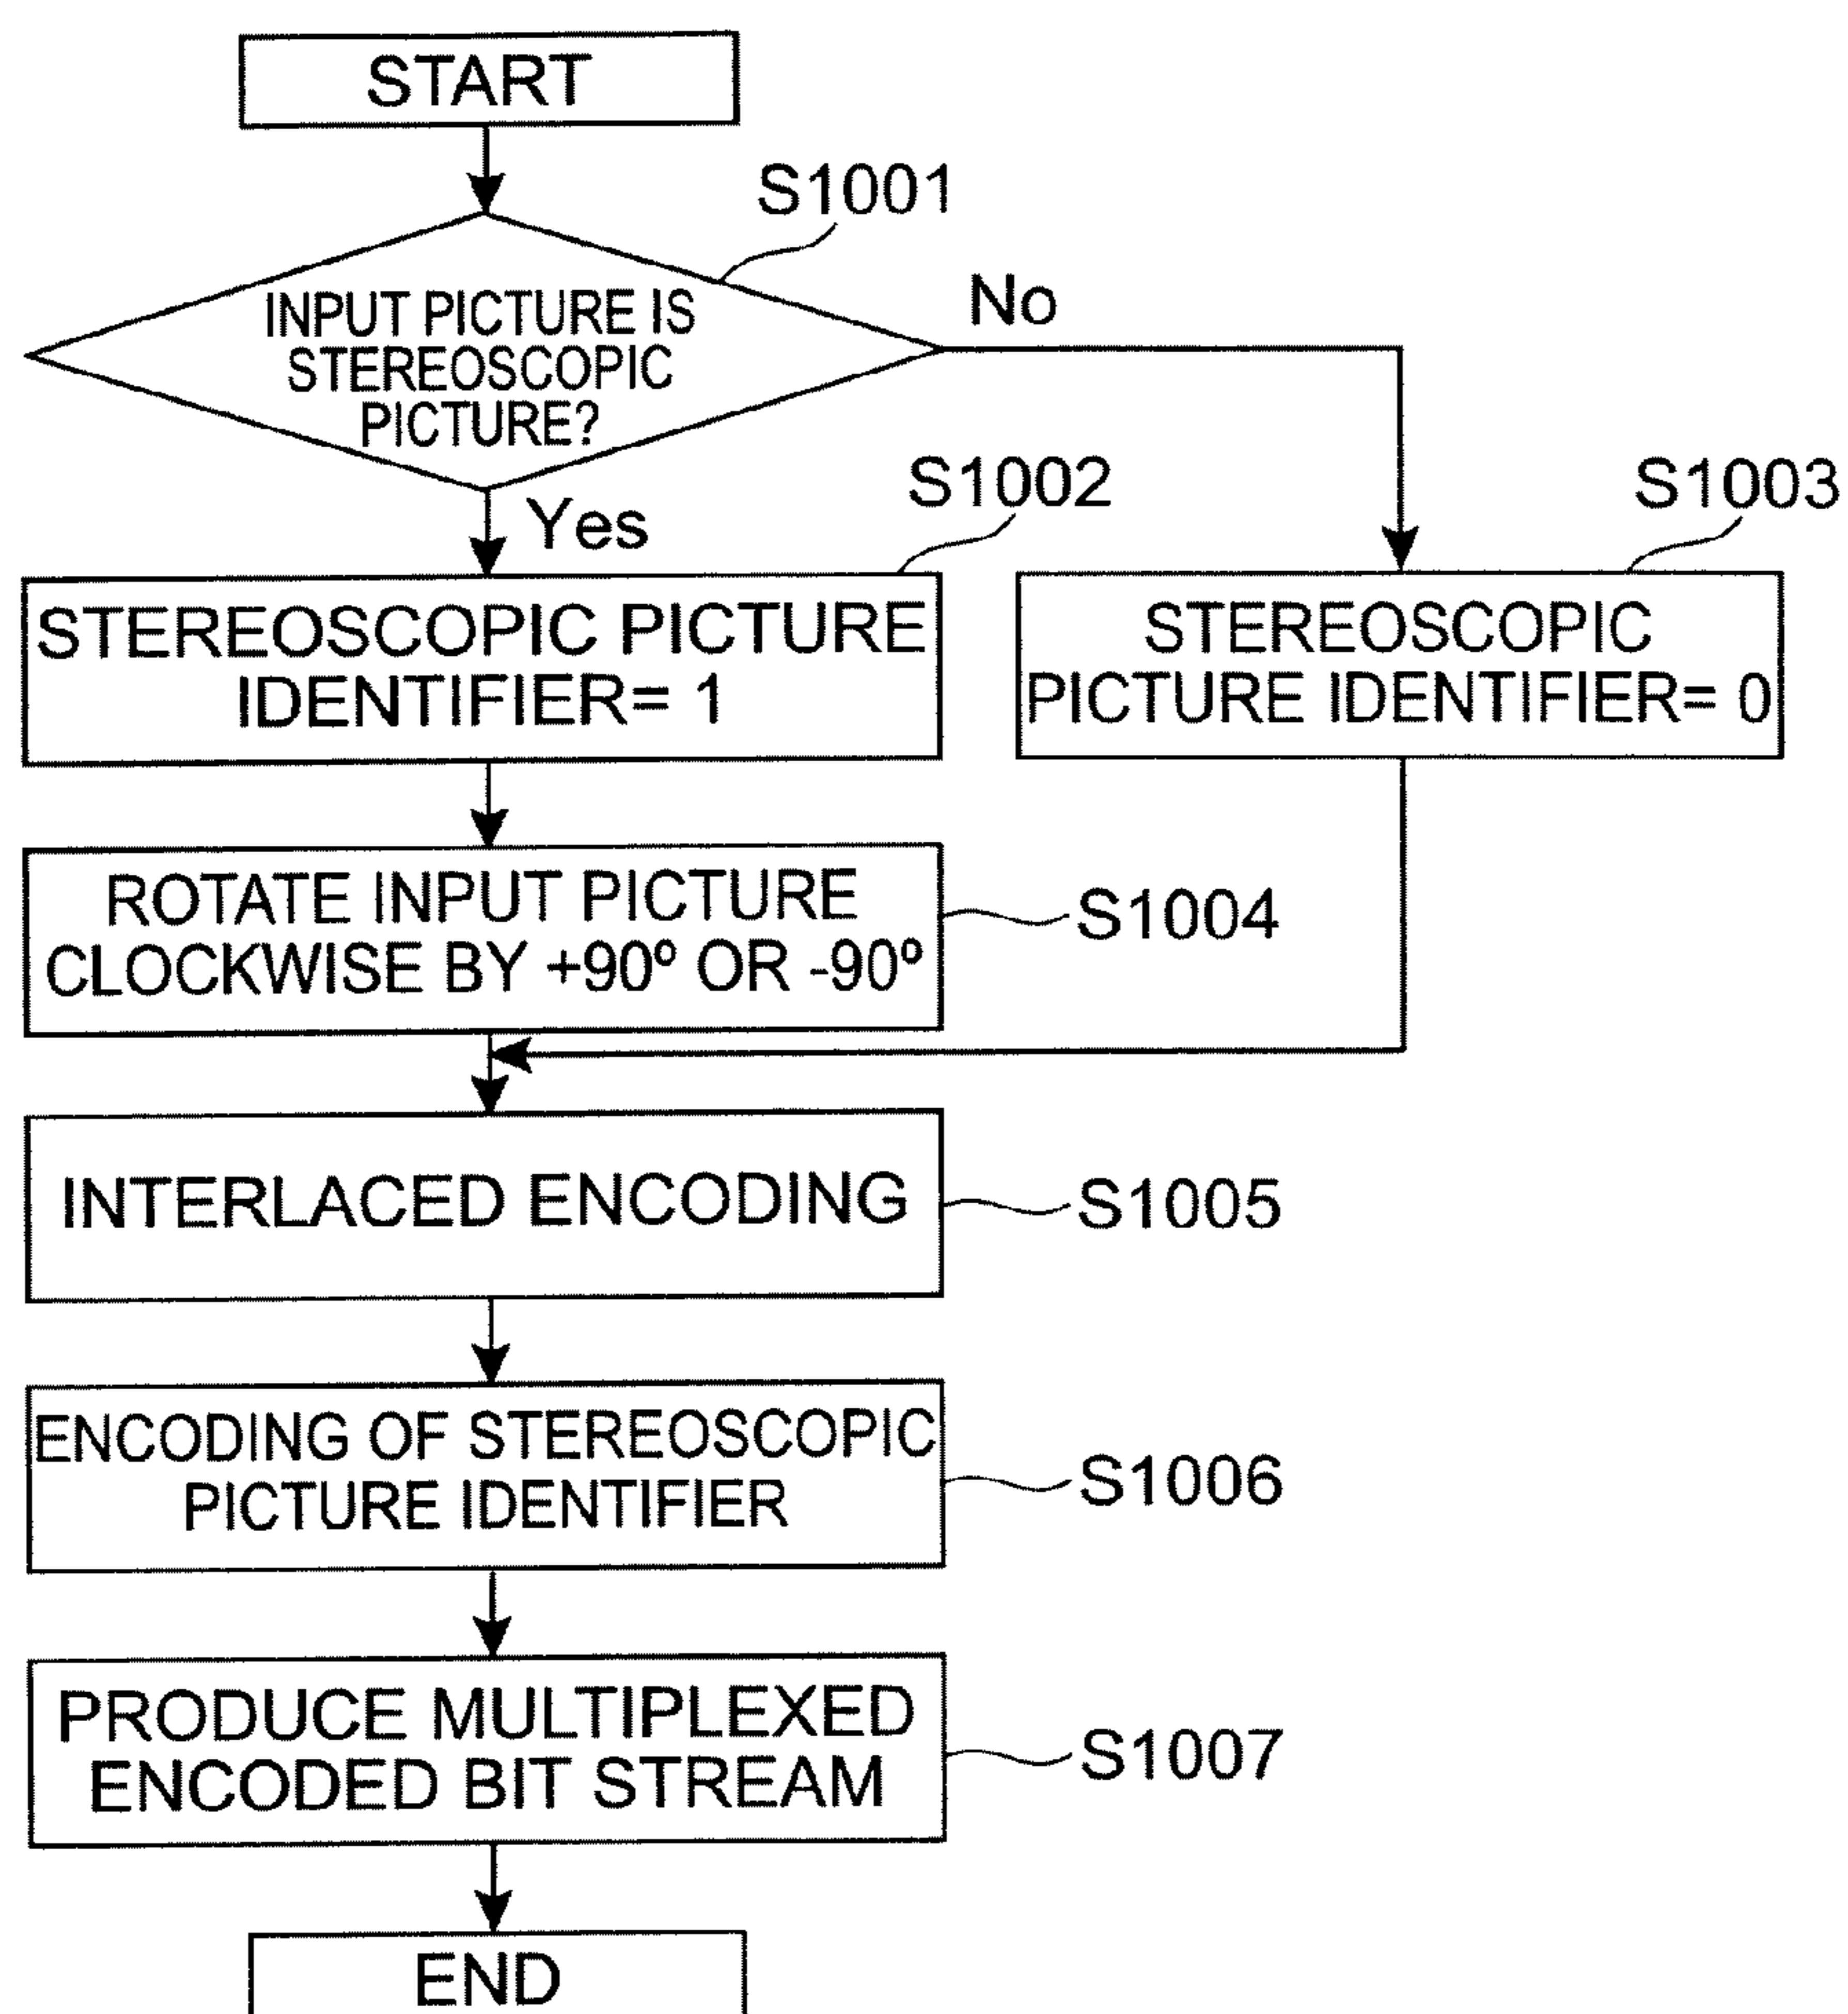 START
S1001
INPUT PICTURE IS
STEREOSCOPIC
PICTURE?
No
Yes
S1002
S1003
STEREOSCOPIC PICTURE
IDENTIFIER= 1
STEREOSCOPIC
PICTURE IDENTIFIER= 0
ROTATE INPUT PICTURE
CLOCKWISE BY +90º OR -90º
S1004
INTERLACED ENCODING
S1005
ENCODING OF STEREOSCOPIC
PICTURE IDENTIFIER
S1006
PRODUCE MULTIPLEXED
ENCODED BIT STREAM
S1007
END